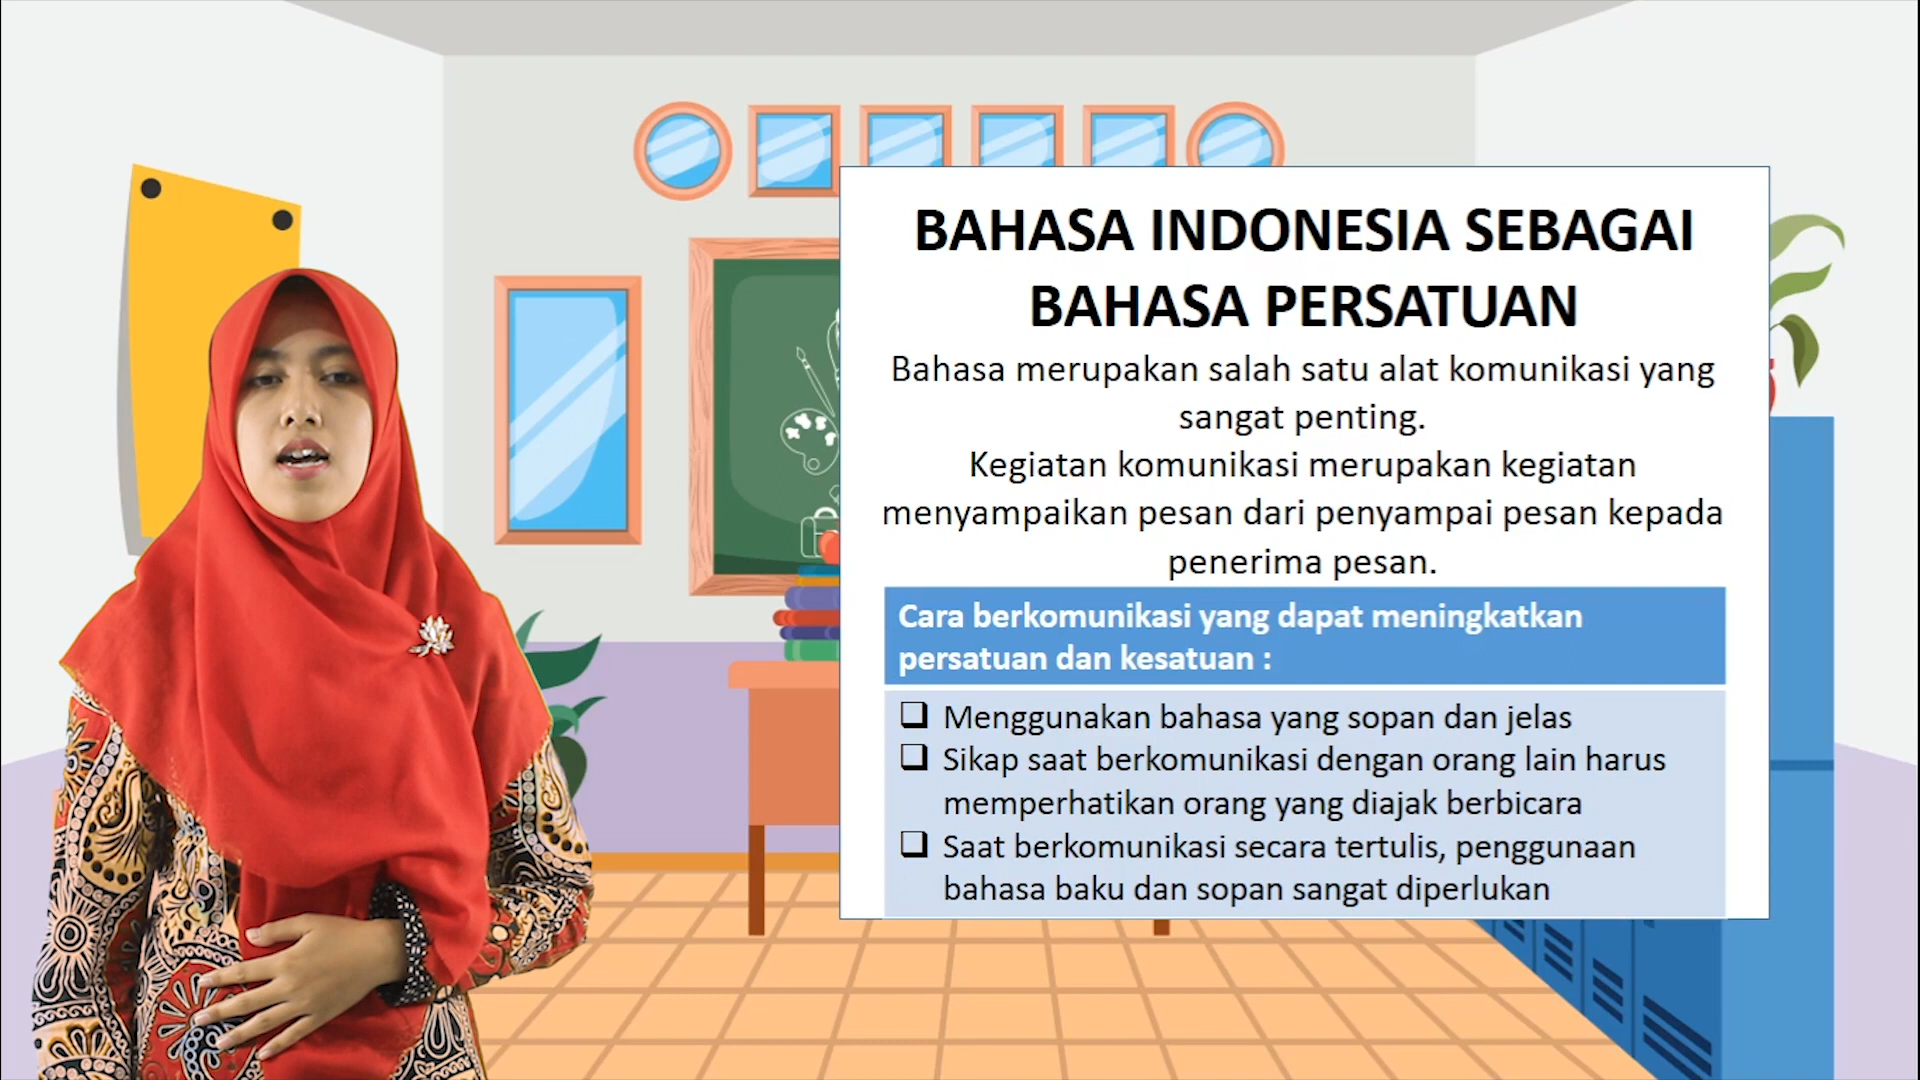 BAHASA INDONESIA SEBAGAI
BAHASA PERSATUAN
Bahasa merupakan salah satu alat komunikasi yang
sangat penting.
Kegiatan komunikasi merupakan kegiatan
menyampaikan pesan dari penyampai pesan kepada
penerima pesan.
Cara berkomunikasi yang dapat meningkatkan
persatuan dan kesatuan :
❑ Menggunakan bahasa yang sopan dan jelas
❑ Sikap saat berkomunikasi dengan orang lain harus
memperhatikan orang yang diajak berbicara
❑ Saat berkomunikasi secara tertulis, penggunaan
bahasa baku dan sopan sangat diperlukan